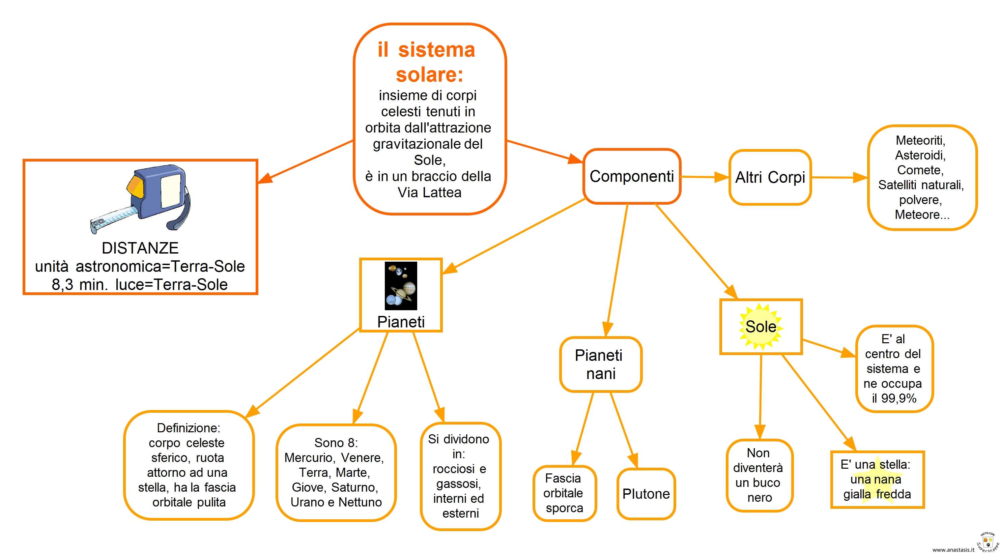 il sistema
solare:
insieme di corpi
celesti tenuti in
orbita dall'attrazione
gravitazionale del
Sole,
è in un braccio della
Via Lattea
DISTANZE
unità astronomica=Terra-Sole
8,3 min. luce=Terra-Sole
Componenti
Altri Corpi
Meteoriti,
Asteroidi,
Comete,
Satelliti naturali,
polvere,
Meteore...
Pianeti
Definizione:
corpo celeste
sferico, ruota
attorno ad una
stella, ha la fascia
orbitale pulita
Sono 8:
Mercurio, Venere,
Terra, Marte,
Giove, Saturno,
Urano e Nettuno
Si dividono
in:
rocciosi e
gassosi,
interni ed
esterni
Pianeti
nani
Fascia
orbitale
sporca
Plutone
Sole
E' al
centro del
sistema e
ne occupa
il 99,9%
Non
diventerà
un buco
nero
E' una stella:
una nana
gialla fredda
www.anastasis.it
FATTO CON
SuperMappe